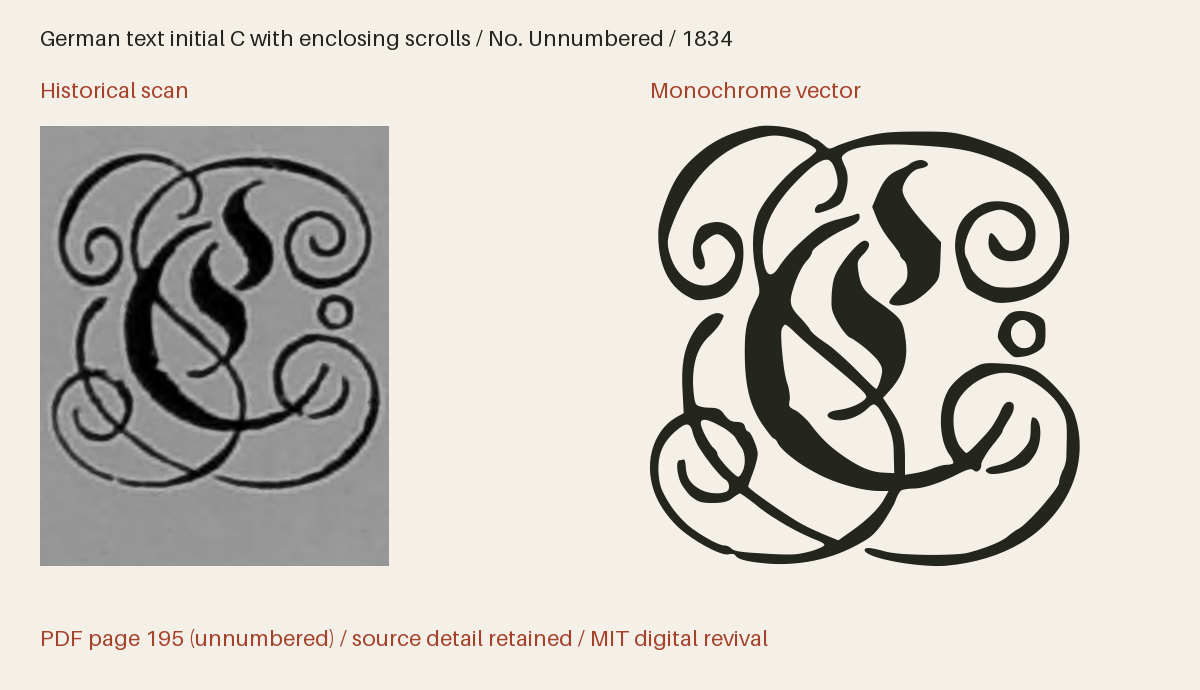 German text initial C with enclosing scrolls / No. Unnumbered / 1834
Historical scan
Monochrome vector
C
C
PDF page 195 (unnumbered) / source detail retained / MIT digital revival